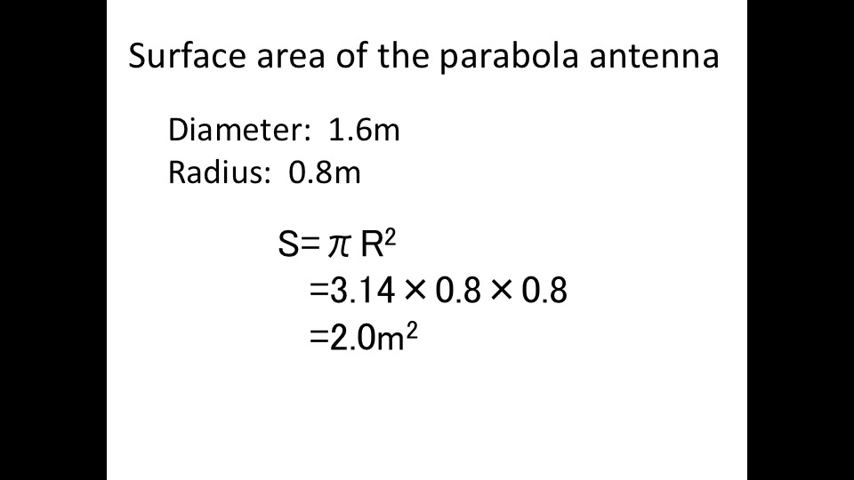 Surface area of the parabola antenna
Diameter: 1.6m
Radius: 0.8m
S=πR²
=3.14×0.8×0.8
=2.0m²